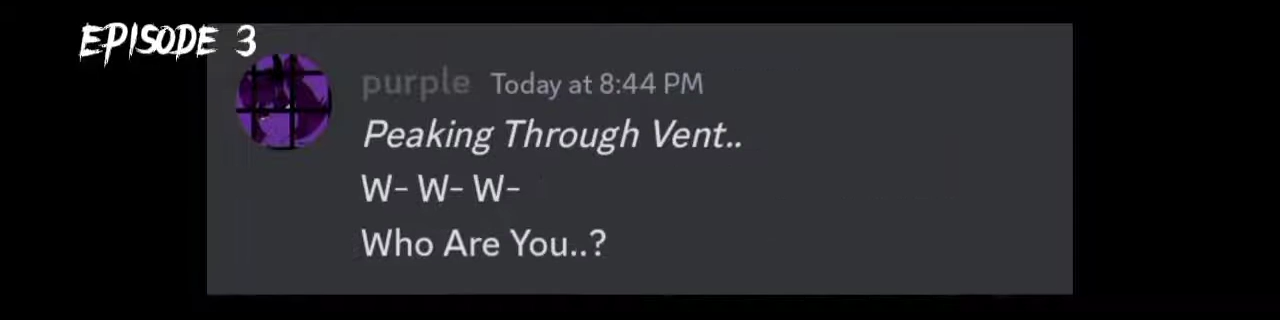 EPISODE 3
purple Today at 8:44 PM
Peaking Through Vent..
W- W- W-
Who Are You..?